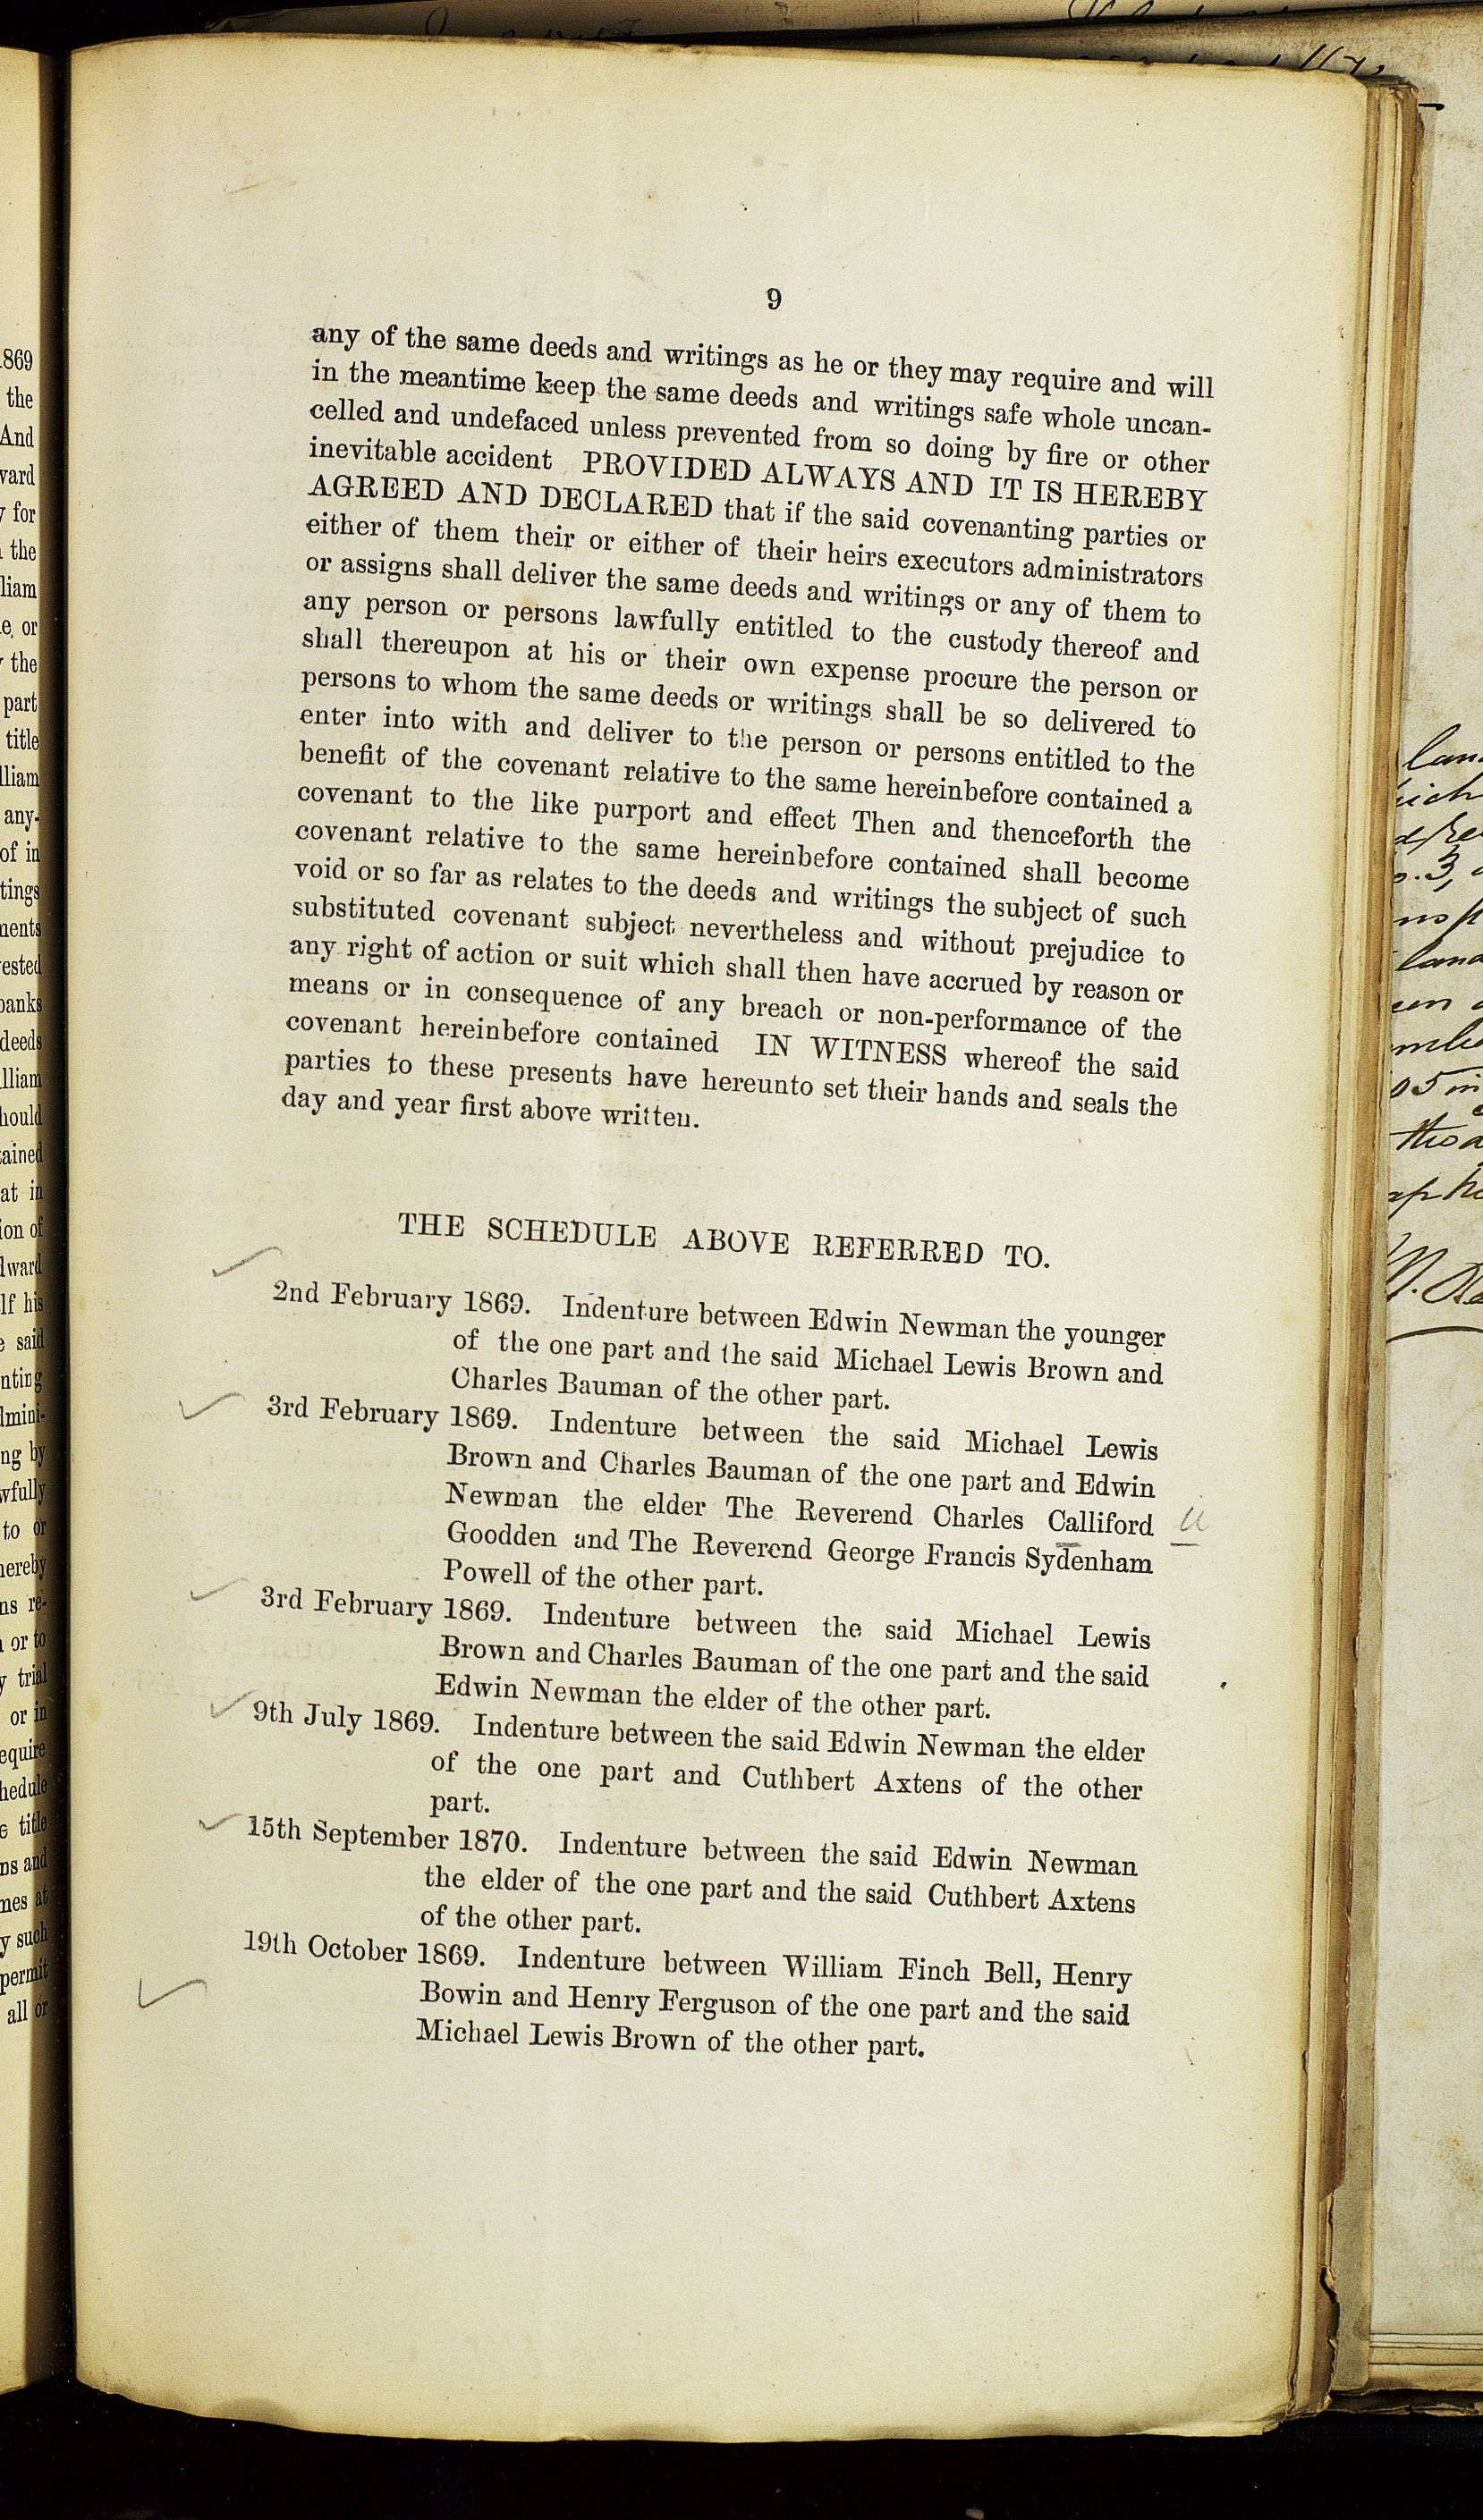 9
any of the same deeds and writings as he or they may require and will
in the meantime keep the same deeds and writings safe whole uncan-
celled and undefaced unless prevented from so doing by fire or other
inevitable accident PROVIDED ALWAYS AND IT IS HEREBY
AGREED AND DECLARED that if the said covenanting parties or
either of them their or either of their heirs executors administrators
or assigns shall deliver the same deeds and writings or any of them to
any person or persons lawfully entitled to the custody thereof and
shall thereupon at his or their own expense procure the person or
persons to whom the same deeds or writings shall be so delivered to
enter into with and deliver to the person or persons entitled to the
benefit of the covenant relative to the same hereinbefore contained a
covenant to the like purport and effect Then and thenceforth the
covenant relative to the same hereinbefore contained shall become
void or so far as relates to the deeds and writings the subject of such
substituted covenant subject nevertheless and without prejudice to
any right of action or suit which shall then have accrued by reason or
means or in consequence of any breach or non-performance of the
covenant hereinbefore contained IN WITNESS whereof the said
parties to these presents have hereunto set their hands and seals the
day and year first above written.
THE SCHEDULE ABOVE REFERRED TO.
2nd February 1869. Indenture between Edwin Newman the younger
of the one part and the said Michael Lewis Brown and
Charles Bauman of the other part.
3rd February 1869. Indenture between the said Michael Lewis
Brown and Charles Bauman of the one part and Edwin
Newman the elder The Reverend Charles Calliford
Goodden and The Reverend George Francis Sydenham
Powell of the other part.
3rd February 1869. Indenture between the said Michael Lewis
Brown and Charles Bauman of the one part and the said
Edwin Newman the elder of the other part.
9th July 1869. Indenture between the said Edwin Newman the elder
of the one part and Cuthbert Axtens of the other
part.
15th September 1870. Indenture between the said Edwin Newman
the elder of the one part and the said Cuthbert Axtens
of the other part.
19th October 1869. Indenture between William Finch Bell, Henry
Bowin and Henry Ferguson of the one part and the said
Michael Lewis Brown of the other part.